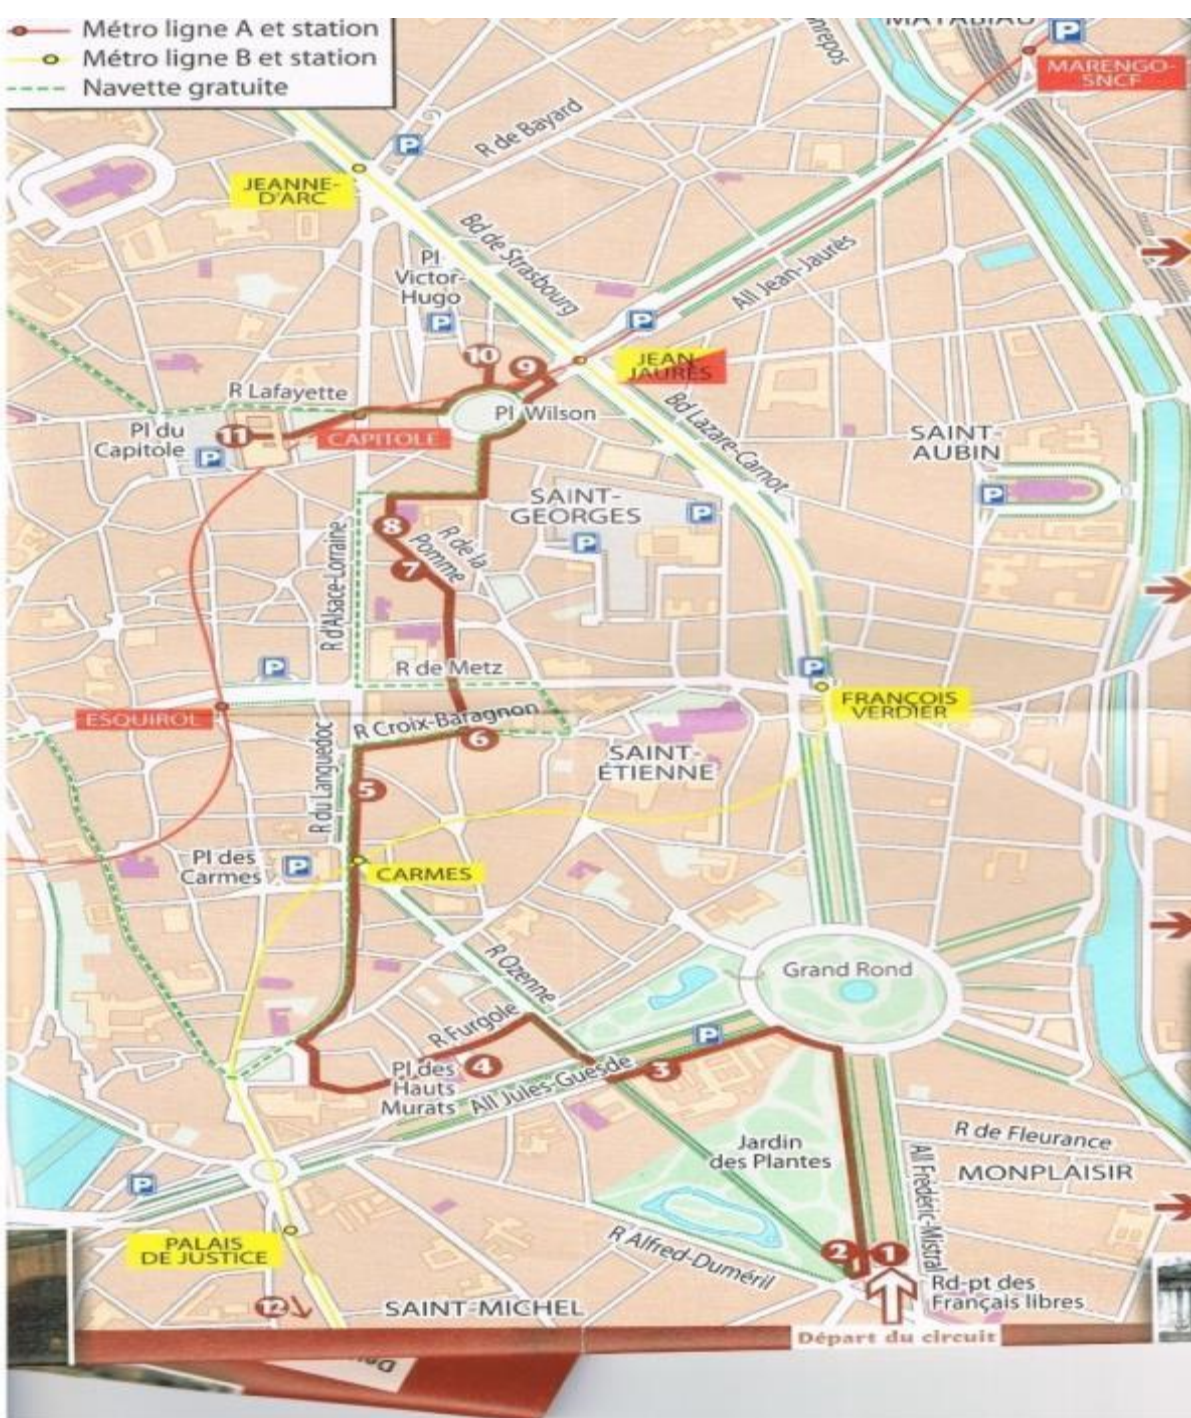 Métro ligne A et station
Métro ligne B et station
Navette gratuite
MATABIAU
P
MARENGO-
SNCF
P
R de Bayard
JEANNE-
D'ARC
Bd de Strasbourg
Pl
Victor-
Hugo
P
All Jean-Jaurès
P
10
9
JEAN-
JAURÈS
R Lafayette
Pl Wilson
Pl du
Capitole
11
P
CAPITOLE
Bd Lazare-Carnot
SAINT-
AUBIN
P
SAINT-
GEORGES
P
P
8
R de la
Pomme
7
R d'Alsace-Lorraine
P
R de Metz
P
FRANÇOIS
VERDIER
ESQUIROL
R Croix-Baragnon
6
SAINT-
ÉTIENNE
R du Languedoc
5
Pl des
Carmes
P
CARMES
R Ozenne
Grand Rond
R Furgole
P
4
3
Pl des
Hauts
Murats
All Jules-Guesde
Jardin
des Plantes
R de Fleurance
MONPLAISIR
All Frédéric-Mistral
P
PALAIS
DE JUSTICE
R Alfred-Duméril
2
1
Rd-pt des
Français libres
12
SAINT-MICHEL
Départ du circuit